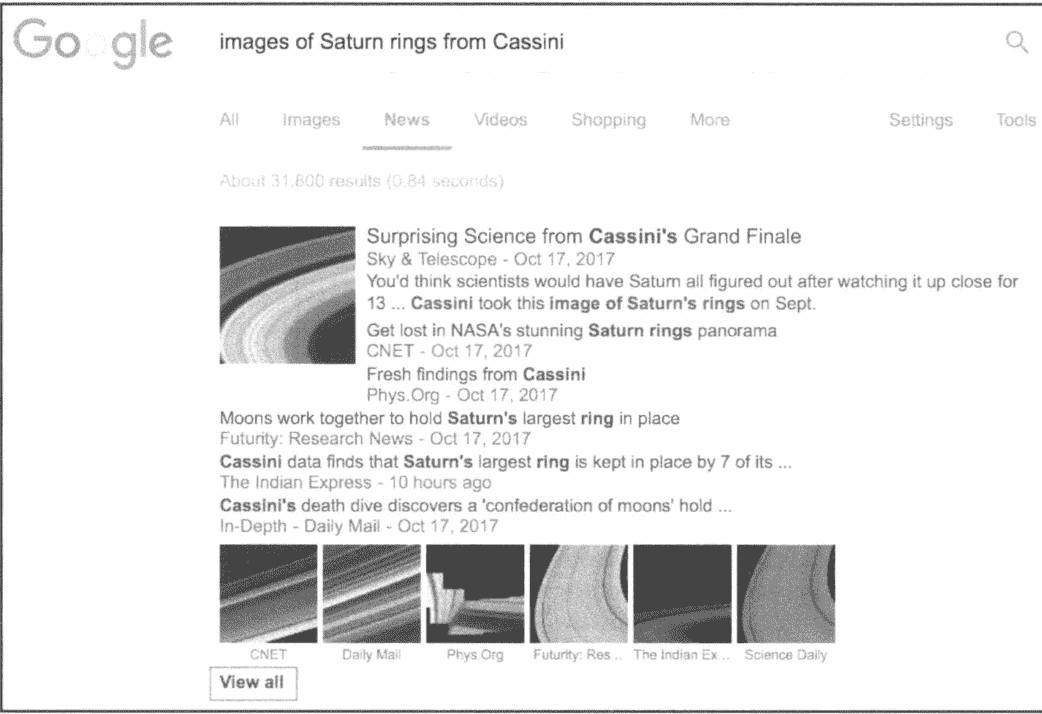 Google images of Saturn rings from Cassini
All Images News Videos Shopping More Settings Tools
About 31,800 results (0.84 seconds)
Surprising Science from Cassini's Grand Finale
Sky & Telescope - Oct 17, 2017
You'd think scientists would have Saturn all figured out after watching it up close for
13 ... Cassini took this image of Saturn's rings on Sept.
Get lost in NASA's stunning Saturn rings panorama
CNET - Oct 17, 2017
Fresh findings from Cassini
Phys.Org - Oct 17, 2017
Moons work together to hold Saturn's largest ring in place
Futurity: Research News - Oct 17, 2017
Cassini data finds that Saturn's largest ring is kept in place by 7 of its ...
The Indian Express - 10 hours ago
Cassini's death dive discovers a 'confederation of moons' hold ...
In-Depth - Daily Mail - Oct 17, 2017
CNET Daily Mail Phys.Org Futurity: Res... The Indian Ex... Science Daily
View all